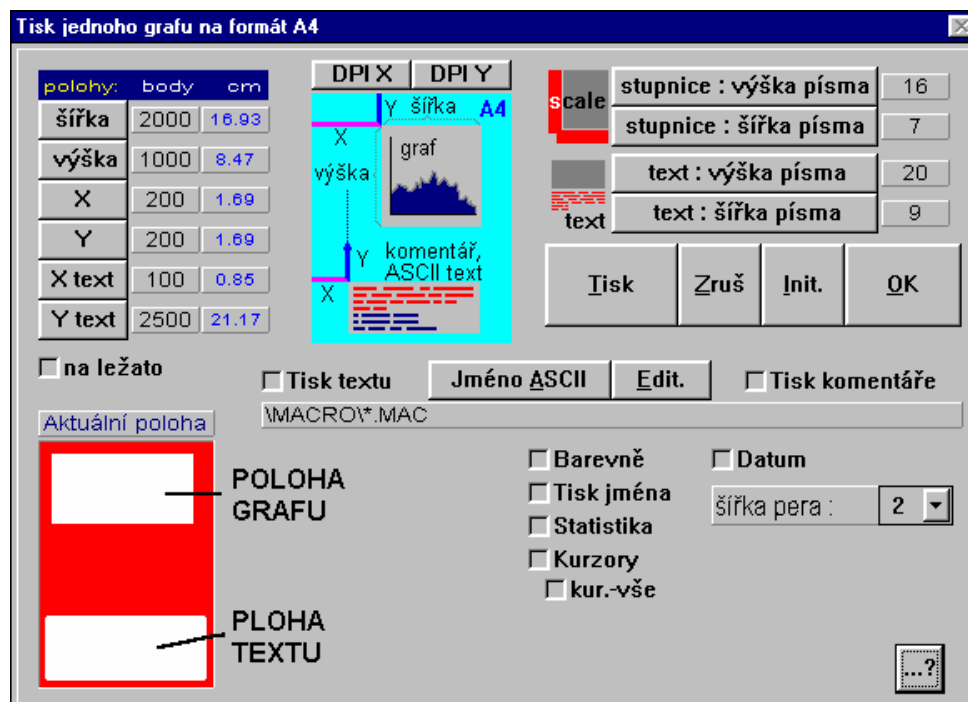 Tisk jednoho grafu na formát A4
polohy: body cm
šířka 2000 16.93
výška 1000 8.47
X 200 1.69
Y 200 1.69
X text 100 0.85
Y text 2500 21.17
na ležato
DPI X DPI Y
Y šířka A4
X
graf
výška
Y komentář,
ASCII text
X
scale
stupnice : výška písma 16
stupnice : šířka písma 7
text
text : výška písma 20
text : šířka písma 9
Tisk Zruš Init. OK
Tisk textu Jméno ASCII Edit. Tisk komentáře
\MACRO\*.MAC
Aktuální poloha
POLOHA
GRAFU
PLOHA
TEXTU
Barevně Datum
Tisk jména šířka pera : 2
Statistika
Kurzory
kur.-vše
...?